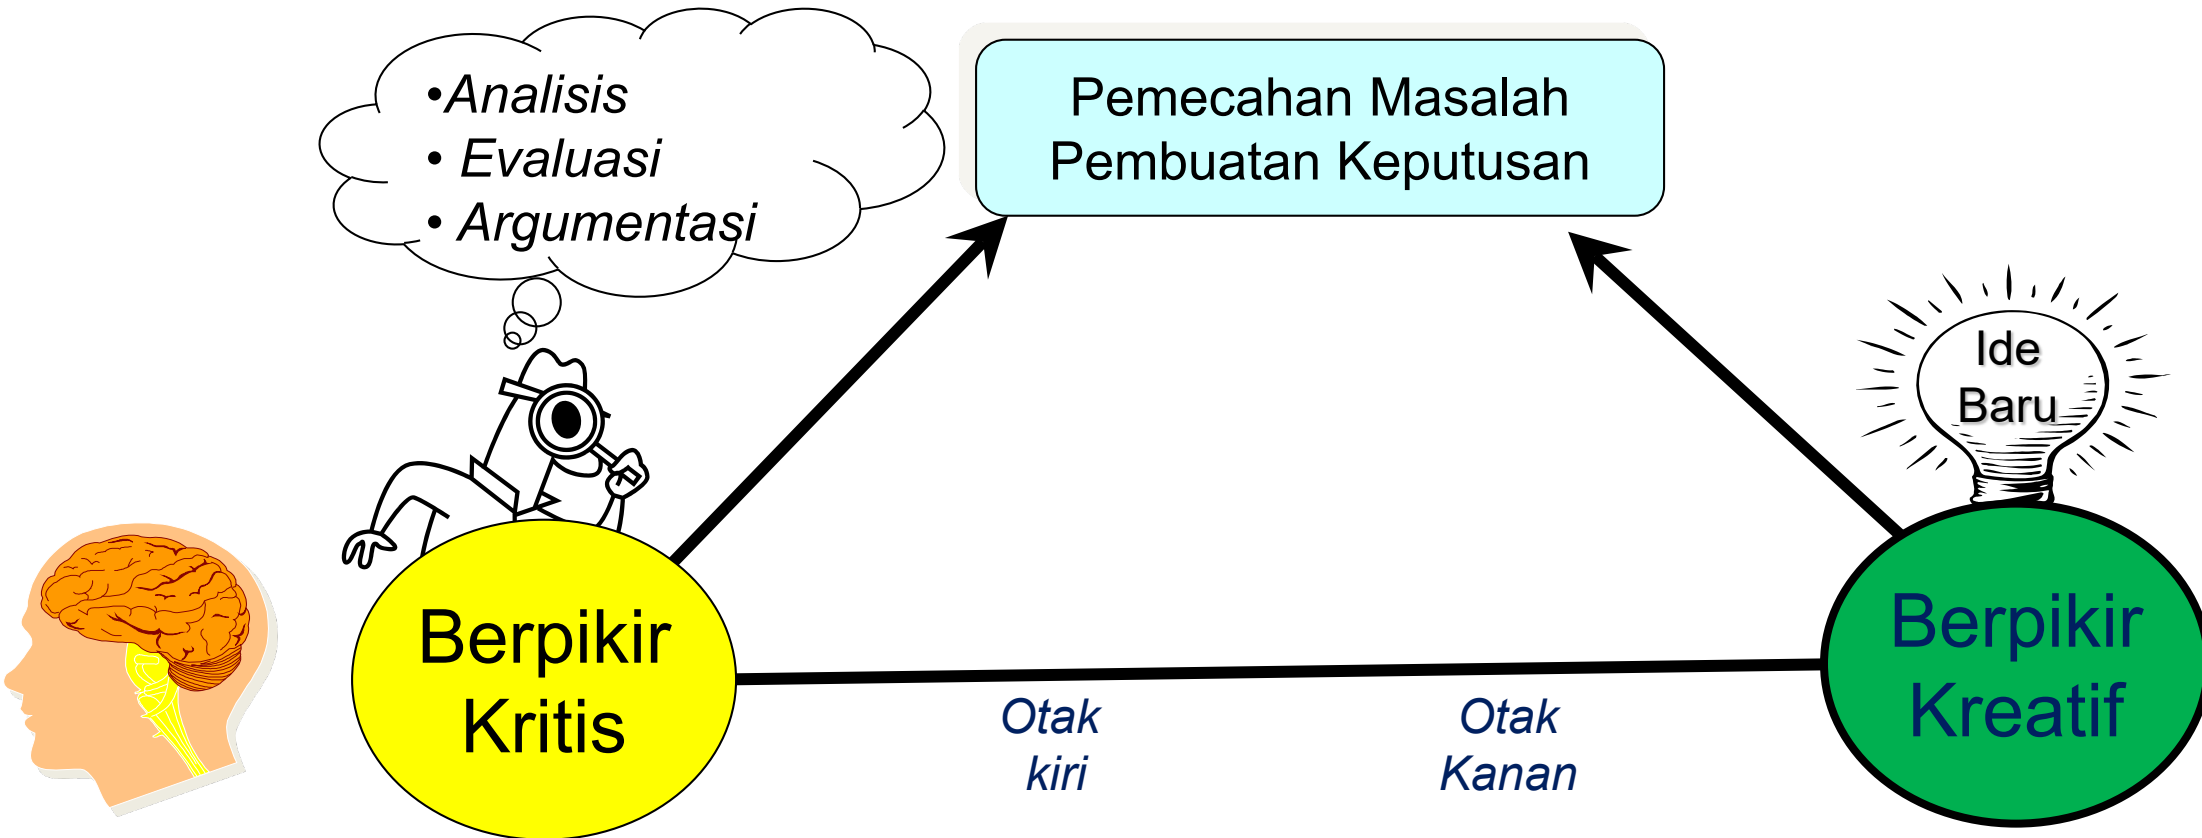 •Analisis
• Evaluasi
• Argumentasi
Pemecahan Masalah
Pembuatan Keputusan
Ide
Baru
Berpikir
Kritis
Otak
kiri
Otak
Kanan
Berpikir
Kreatif